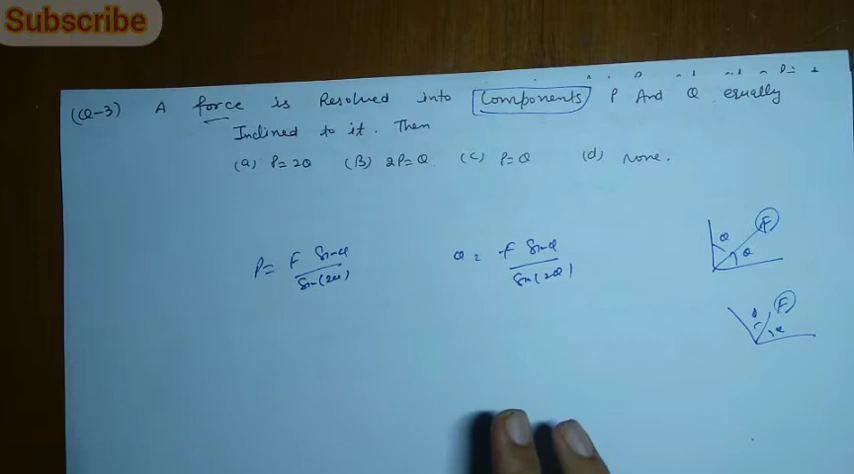 Subscribe
(Q-3) A force is Resolved into Components P And Q equally
Inclined to it. Then
(a) P=2Q (B) 2P=Q (C) P=Q (d) None.
P= F Sinα
Sin(2α)
Q = F Sinα
Sin(2α)
F
F